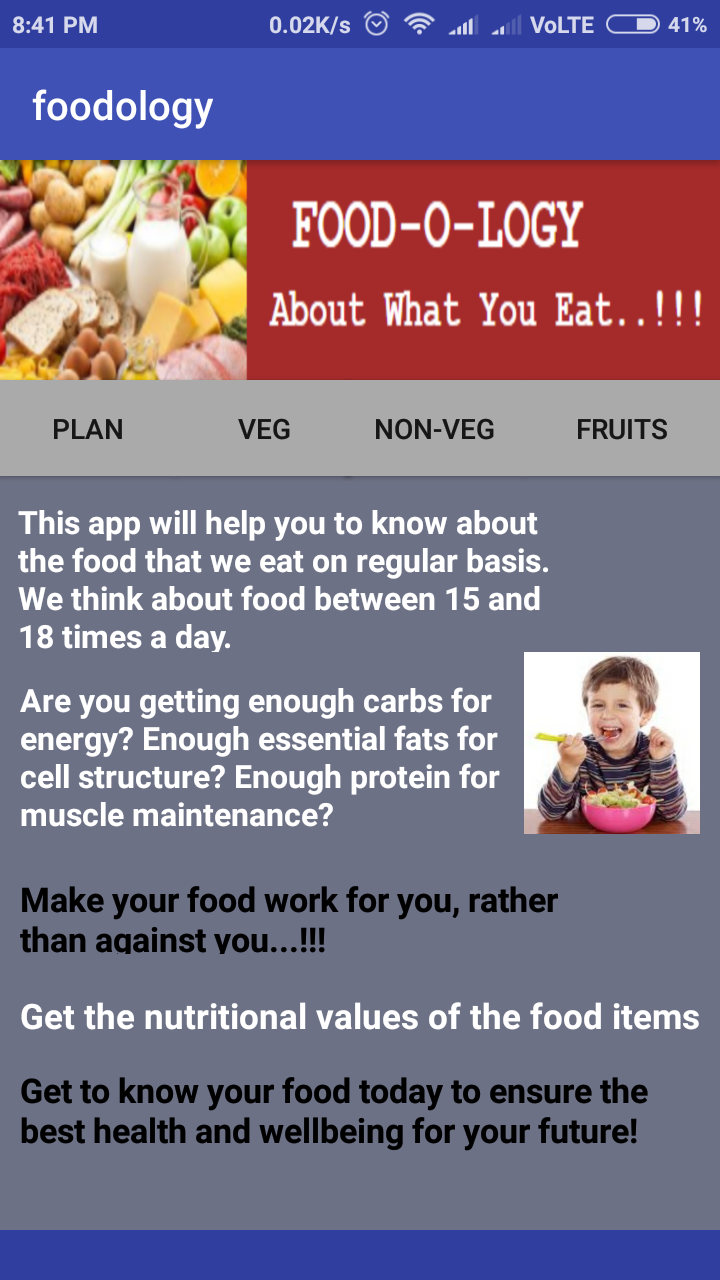 8:41 PM 0.02K/s VoLTE 41%
foodology
FOOD-O-LOGY
About What You Eat..!!!
PLAN VEG NON-VEG FRUITS
This app will help you to know about
the food that we eat on regular basis.
We think about food between 15 and
18 times a day.
Are you getting enough carbs for
energy? Enough essential fats for
cell structure? Enough protein for
muscle maintenance?
Make your food work for you, rather
than against you...!!!
Get the nutritional values of the food items
Get to know your food today to ensure the
best health and wellbeing for your future!